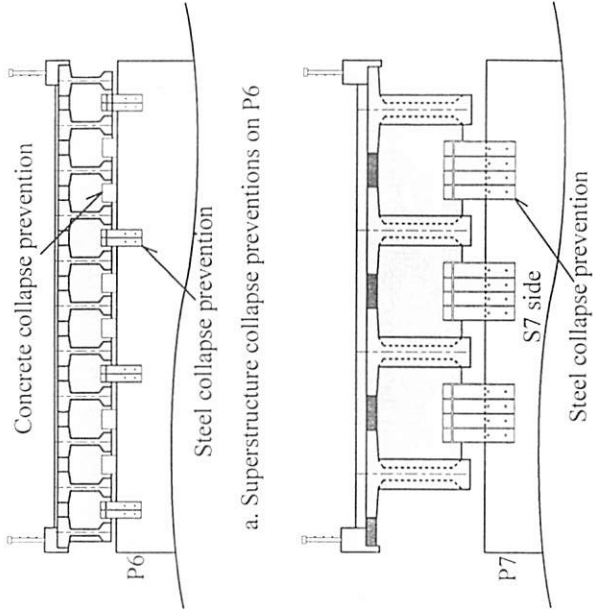 Concrete collapse prevention
P6
Steel collapse prevention
a. Superstructure collapse preventions on P6
P7
S7 side
Steel collapse prevention